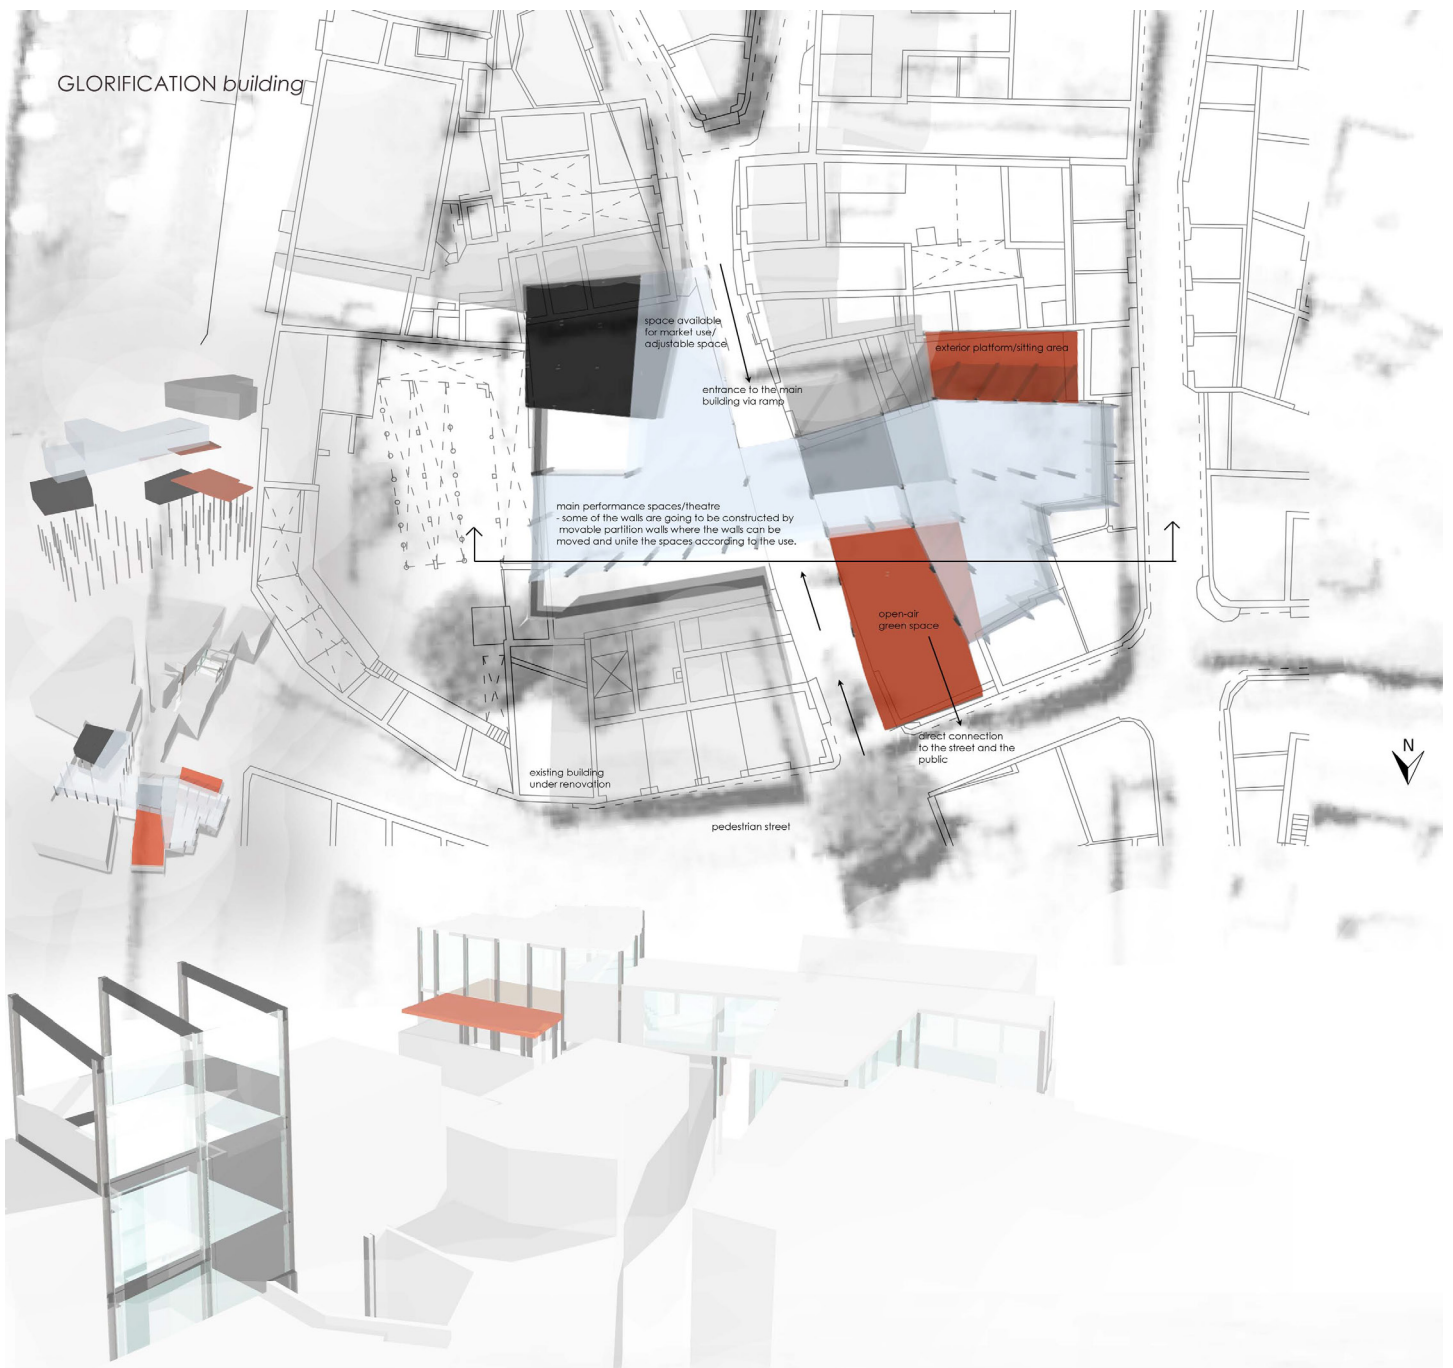 GLORIFICATION building
space available
for market use/
adjustable space
exterior platform/sitting area
entrance to the main
building via ramp
main performance spaces/theatre
- some of the walls are going to be constructed by
movable partition walls where the walls can be
moved and unite the spaces according to the use.
open-air
green space
direct connection
to the street and the
public
N
existing building
under renovation
pedestrian street